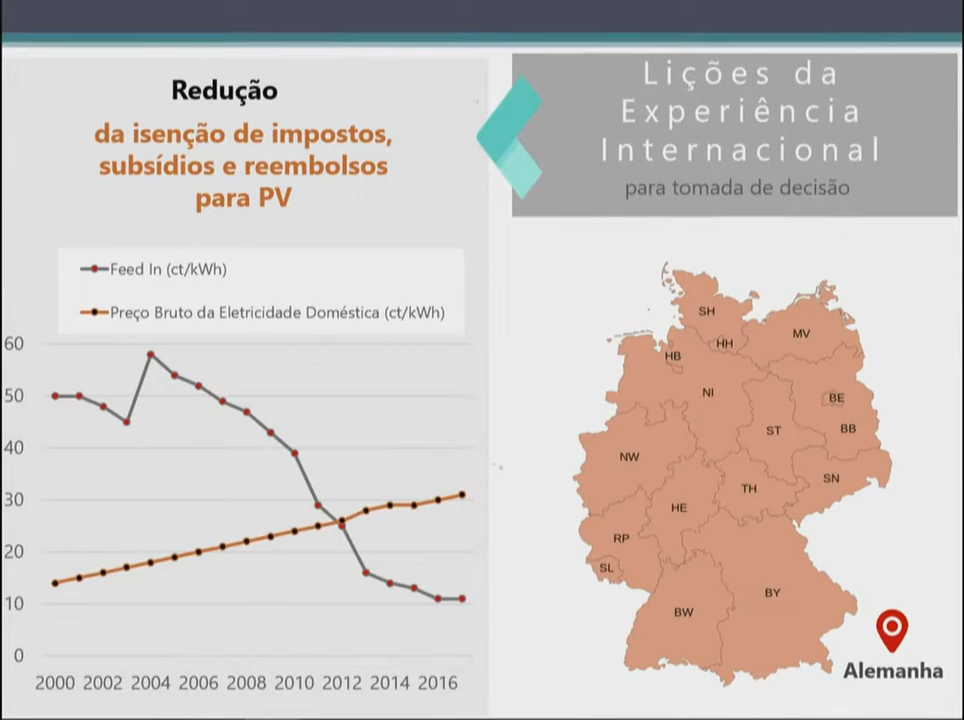 Redução
da isenção de impostos,
subsídios e reembolsos
para PV
Lições da
Experiência
Internacional
para tomada de decisão
Feed In (ct/kWh)
Preço Bruto da Eletricidade Doméstica (ct/kWh)
60
50
40
30
20
10
0
2000 2002 2004 2006 2008 2010 2012 2014 2016
SH
MV
HH
HB
NI
BE
BB
ST
NW
SN
TH
HE
RP
SL
BY
BW
Alemanha